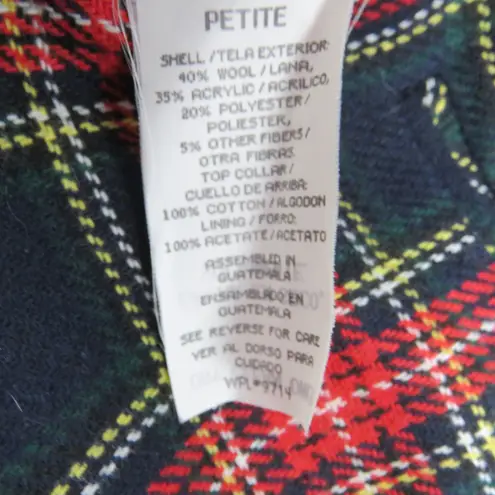 PETITE
SHELL / TELA EXTERIOR:
40% WOOL / LANA,
35% ACRYLIC / ACRILICO,
20% POLYESTER /
POLIESTER,
5% OTHER FIBERS /
OTRA FIBRAS
TOP COLLAR /
CUELLO DE ARRIBA:
100% COTTON / ALGODON
LINING / FORRO:
100% ACETATE / ACETATO
ASSEMBLED IN
GUATEMALA
ENSAMBLADO EN
GUATEMALA
SEE REVERSE FOR CARE
VER AL DORSO PARA
CUIDADO
WPL#9714